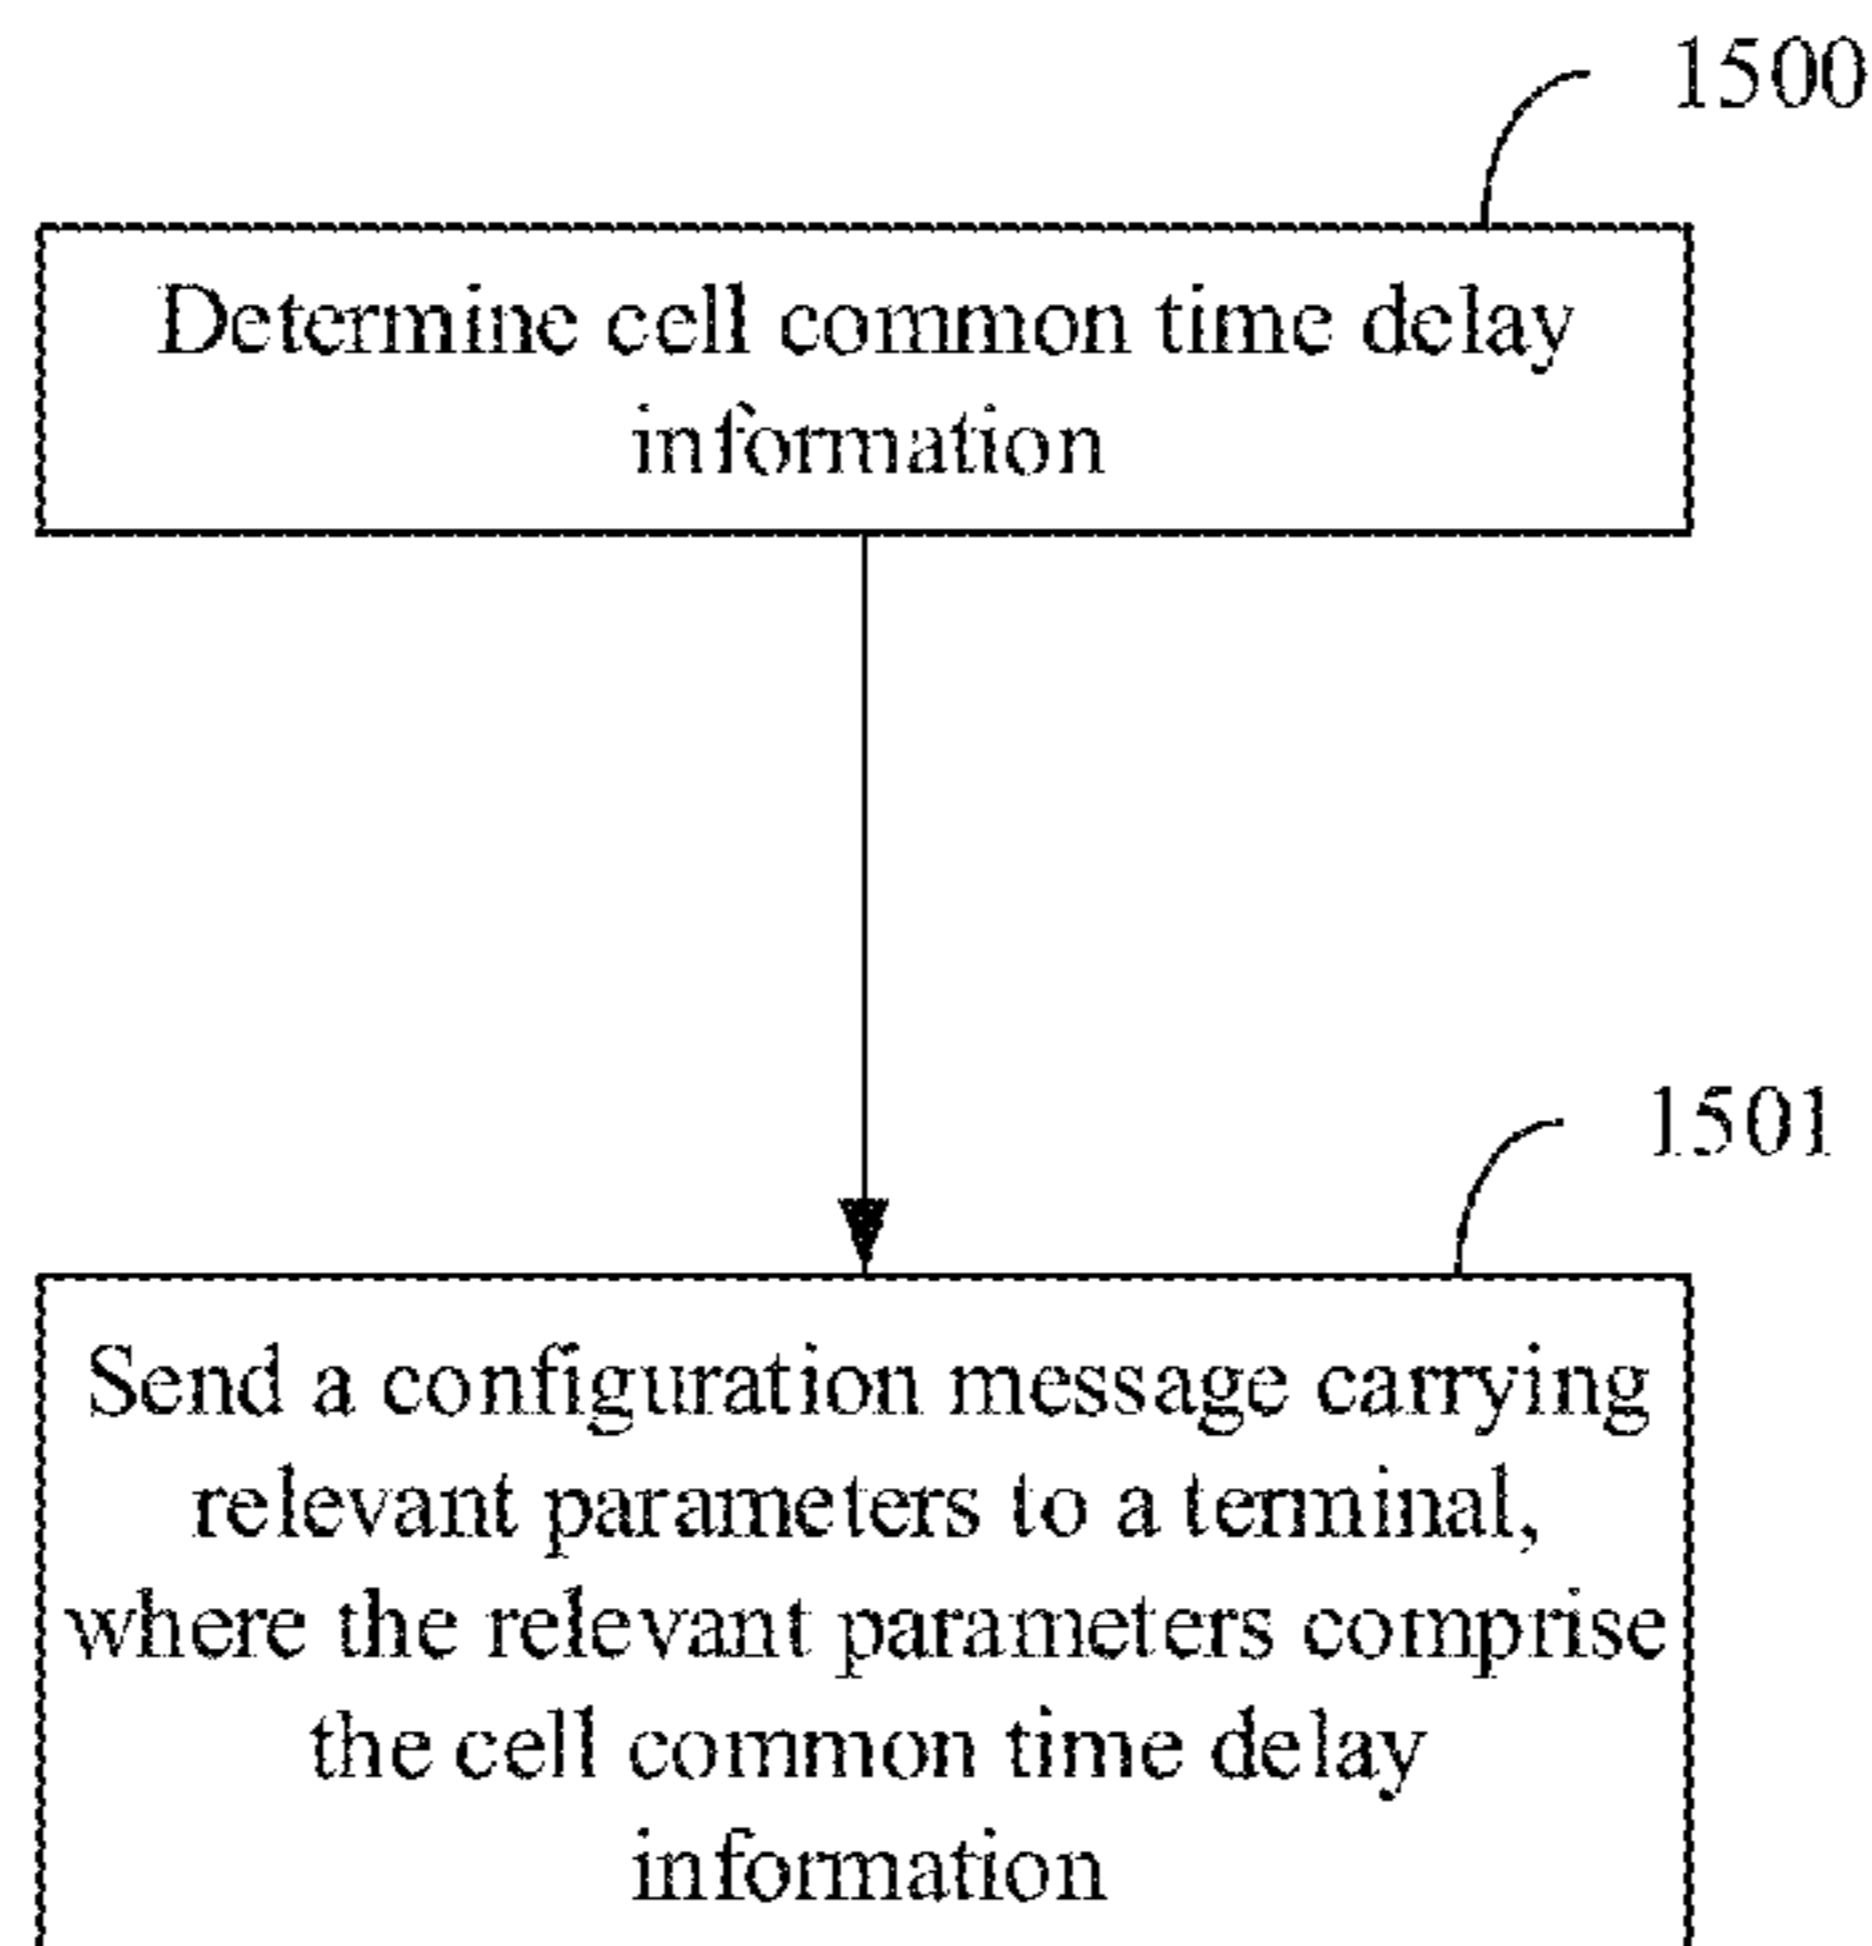 1500
Determine cell common time delay
information
1501
Send a configuration message carrying
relevant parameters to a terminal,
where the relevant parameters comprise
the cell common time delay
information